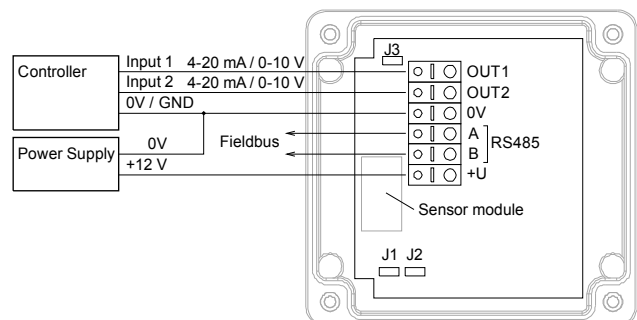 Controller
Input 1 4-20 mA / 0-10 V
Input 2 4-20 mA / 0-10 V
0V / GND
Power Supply
0V
+12 V
Fieldbus
J3
OUT1
OUT2
0V
A
B
RS485
+U
Sensor module
J1 J2